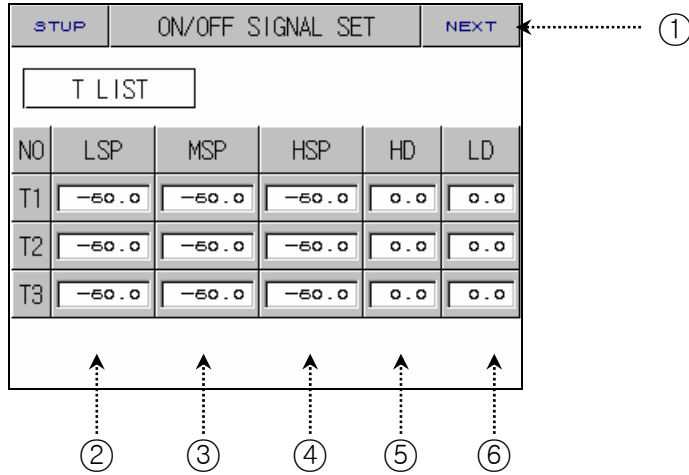 STUP ON/OFF SIGNAL SET NEXT ①
T LIST
NO LSP MSP HSP HD LD
T1 -60.0 -60.0 -60.0 0.0 0.0
T2 -60.0 -60.0 -60.0 0.0 0.0
T3 -60.0 -60.0 -60.0 0.0 0.0
② ③ ④ ⑤ ⑥